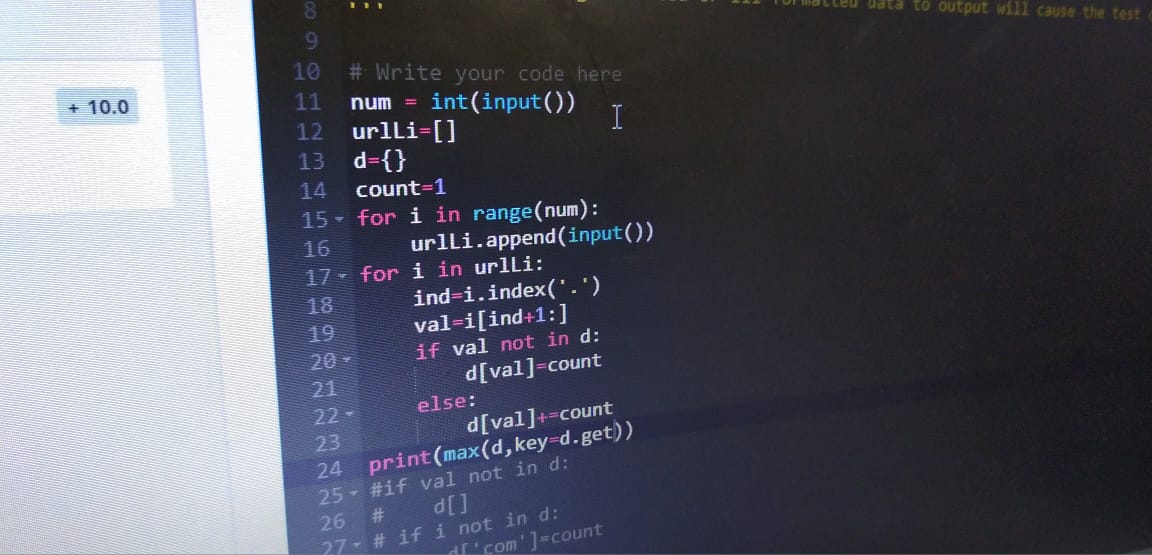 8 '''
data to output will cause the test
9
+ 10.0
10 # Write your code here
11 num = int(input())
12 urlLi=[]
13 d={}
14 count=1
15 for i in range(num):
16 urlLi.append(input())
17 for i in urlLi:
18 ind=i.index('.')
19 val=i[ind+1:]
20 if val not in d:
21 d[val]=count
22 else:
23 d[val]+=count
24 print(max(d,key=d.get))
25 #if val not in d:
26 # d[]
27 # if i not in d:
d['com']=count